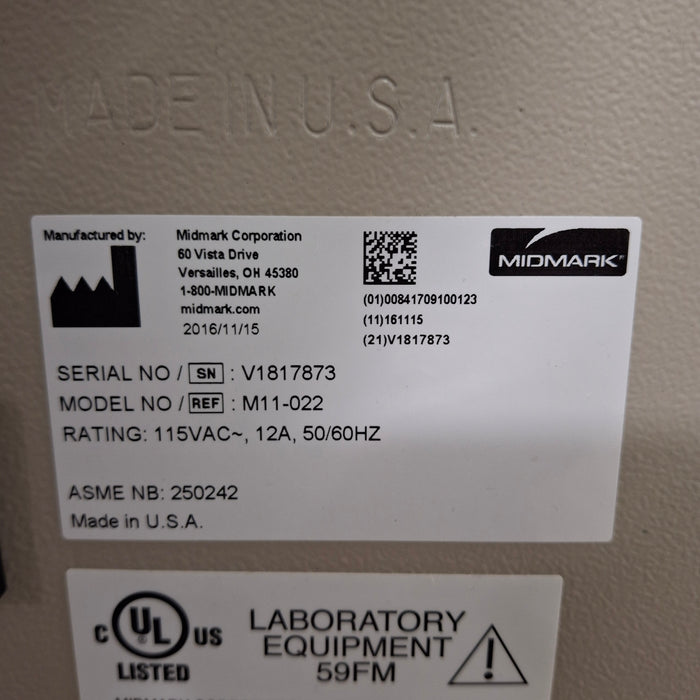 MADE IN U.S.A.
Manufactured by:
Midmark Corporation
60 Vista Drive
Versailles, OH 45380
1-800-MIDMARK
midmark.com
2016/11/15
(01)00841709100123
(11)161115
(21)V1817873
MIDMARK®
SERIAL NO / SN : V1817873
MODEL NO / REF : M11-022
RATING: 115VAC~, 12A, 50/60HZ
ASME NB: 250242
Made in U.S.A.
C UL ® US
LISTED
LABORATORY
EQUIPMENT
59FM